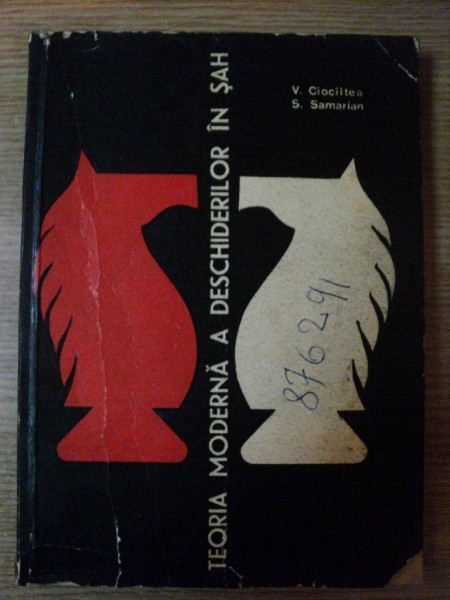 V. Ciocîltea
S. Samarian
TEORIA MODERNĂ A DESCHIDERILOR ÎN ȘAH
876291